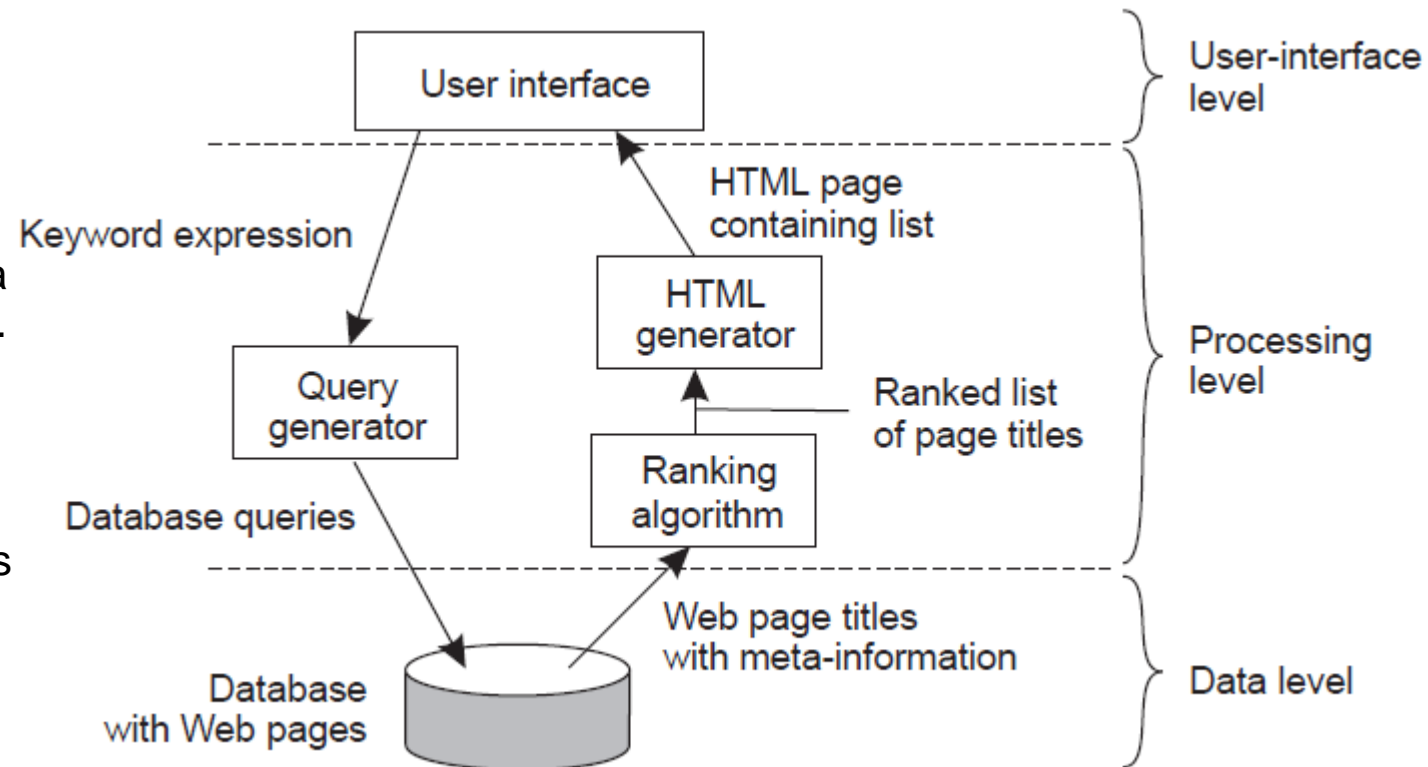 User interface
User-interface
level
HTML page
containing list
Keyword expression
a
.
HTML
generator
Processing
level
Query
generator
Ranked list
of page titles
Ranking
algorithm
Database queries
s
Web page titles
with meta-information
Database
with Web pages
Data level